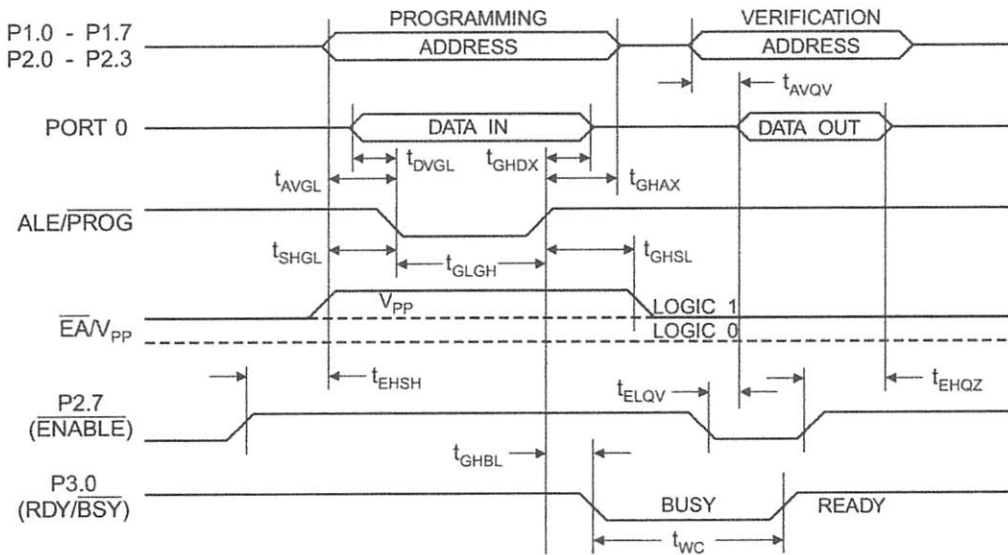 PROGRAMMING
VERIFICATION
P1.0 - P1.7
P2.0 - P2.3
ADDRESS
ADDRESS
tAVQV
PORT 0
DATA IN
DATA OUT
tDVGL
tGHDX
tAVGL
tGHAX
ALE/PROG
tSHGL
tGLGH
tGHSL
VPP
LOGIC 1
EA/VPP
LOGIC 0
tEHSH
tELQV
tEHQZ
P2.7
(ENABLE)
tGHBL
P3.0
(RDY/BSY)
BUSY
READY
tWC